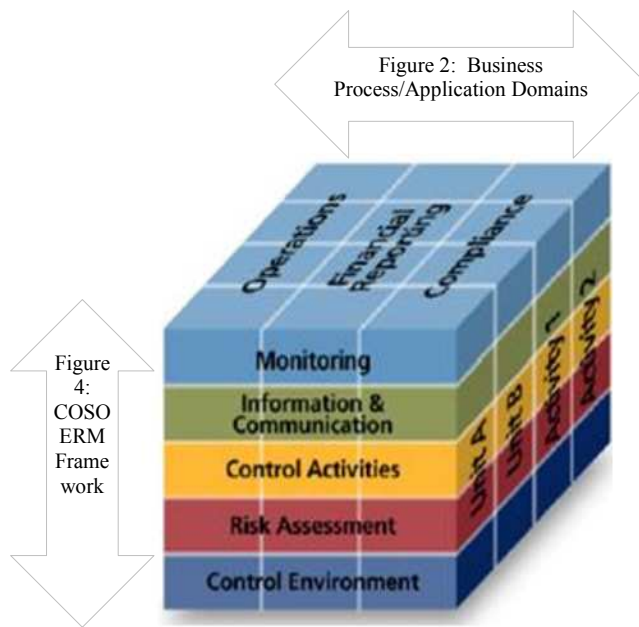 Figure 2: Business
Process/Application Domains
Operations
Financial
Reporting
Compliance
Figure
4:
COSO
ERM
Frame
work
Monitoring
Information &
Communication
Control Activities
Risk Assessment
Control Environment
Unit A
Unit B
Activity 1
Activity 2